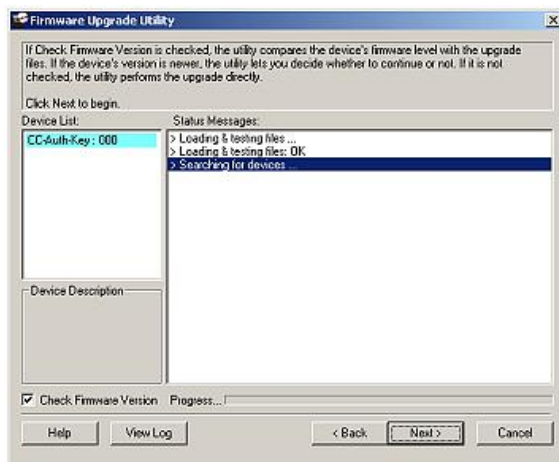 Firmware Upgrade Utility
If Check Firmware Version is checked, the utility compares the device's firmware level with the upgrade
files. If the device's version is newer, the utility lets you decide whether to continue or not. If it is not
checked, the utility performs the upgrade directly.
Click Next to begin.
Device List:
Status Messages:
CC-Auth-Key : 000
> Loading & testing files ...
> Loading & testing files: OK
> Searching for devices ...
Device Description
Check Firmware Version
Progress...
Help
View Log
< Back
Next >
Cancel